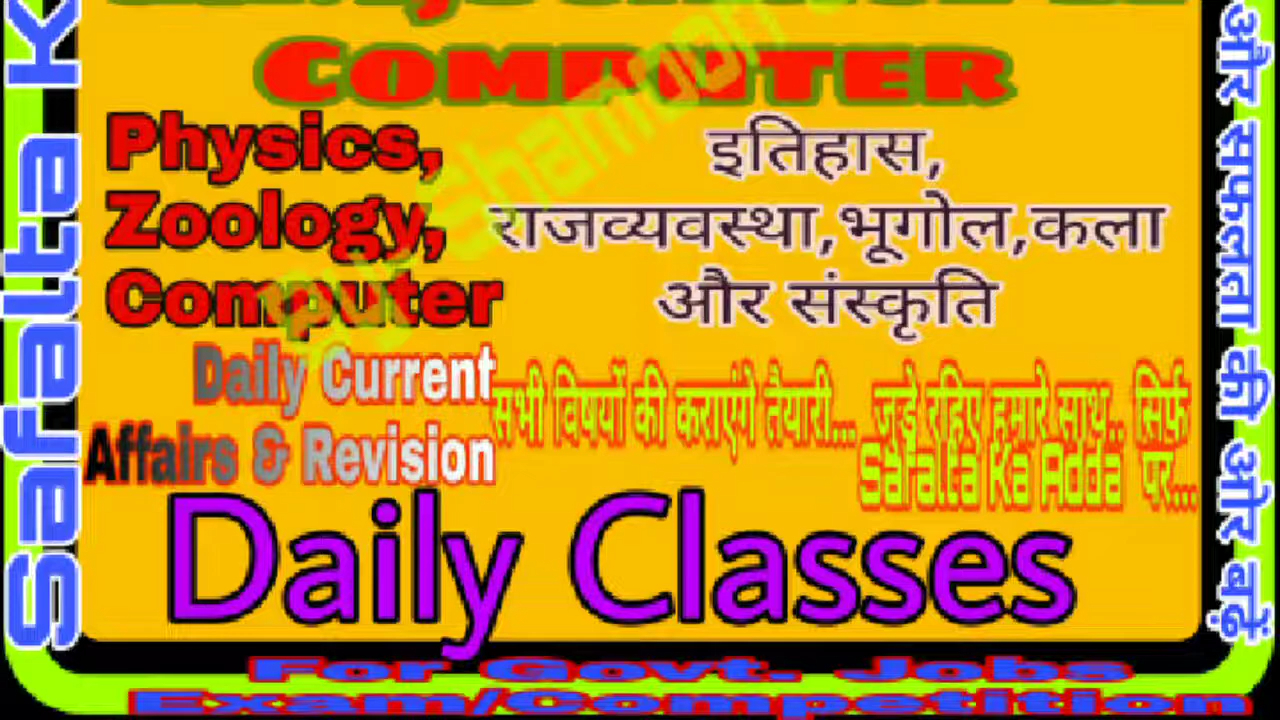 COMPUTER
Physics,
Zoology,
Computer
इतिहास,
राजव्यवस्था,भूगोल,कला
और संस्कृति
Daily Current
Affairs & Revision
सभी विषयों की कराएंगे तैयारी...
जुड़े रहिए हमारे साथ.. सिर्फ़
Safalta Ka Adda पर...
Daily Classes
For Govt. Jobs
Exam/Competition
Safalta K
और सफलता की ओर बढ़ें